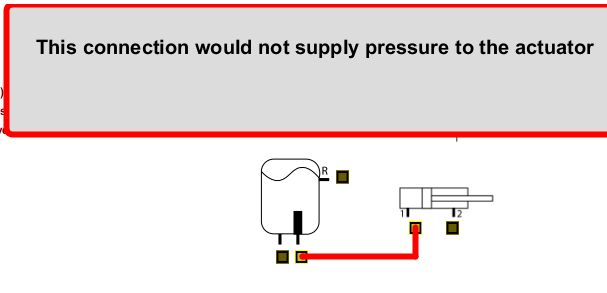 This connection would not supply pressure to the actuator
)
s
R
1
2